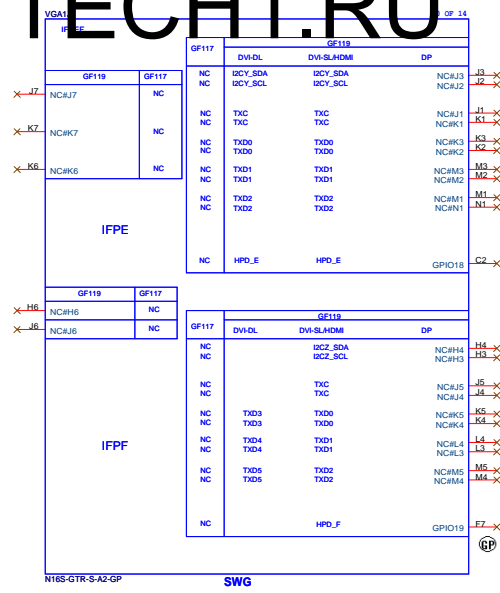 TECHT.RU
VGA1
OF 14
IFPEF
GF119
GF117 DVI-DL DVI-SL/HDMI DP
NC I2CY_SDA I2CY_SDA NC#J3 J3
NC I2CY_SCL I2CY_SCL NC#J2 J2
NC TXC TXC NC#J1 J1
NC TXC TXC NC#K1 K1
NC TXD0 TXD0 NC#K3 K3
NC TXD0 TXD0 NC#K2 K2
NC TXD1 TXD1 NC#M3 M3
NC TXD1 TXD1 NC#M2 M2
NC TXD2 TXD2 NC#M1 M1
NC TXD2 TXD2 NC#N1 N1
NC HPD_E HPD_E GPIO18 C2
GF119 GF117
J7 NC#J7 NC
K7 NC#K7 NC
K6 NC#K6 NC
IFPE
GF119 GF117
H6 NC#H6 NC
J6 NC#J6 NC
GF119
GF117 DVI-DL DVI-SL/HDMI DP
NC I2CZ_SDA NC#H4 H4
NC I2CZ_SCL NC#H3 H3
NC TXC NC#J5 J5
NC TXC NC#J4 J4
NC TXD3 TXD0 NC#K5 K5
NC TXD3 TXD0 NC#K4 K4
NC TXD4 TXD1 NC#L4 L4
NC TXD4 TXD1 NC#L3 L3
NC TXD5 TXD2 NC#M5 M5
NC TXD5 TXD2 NC#M4 M4
NC HPD_F GPIO19 F7
IFPF
GP
N16S-GTR-S-A2-GP
SWG